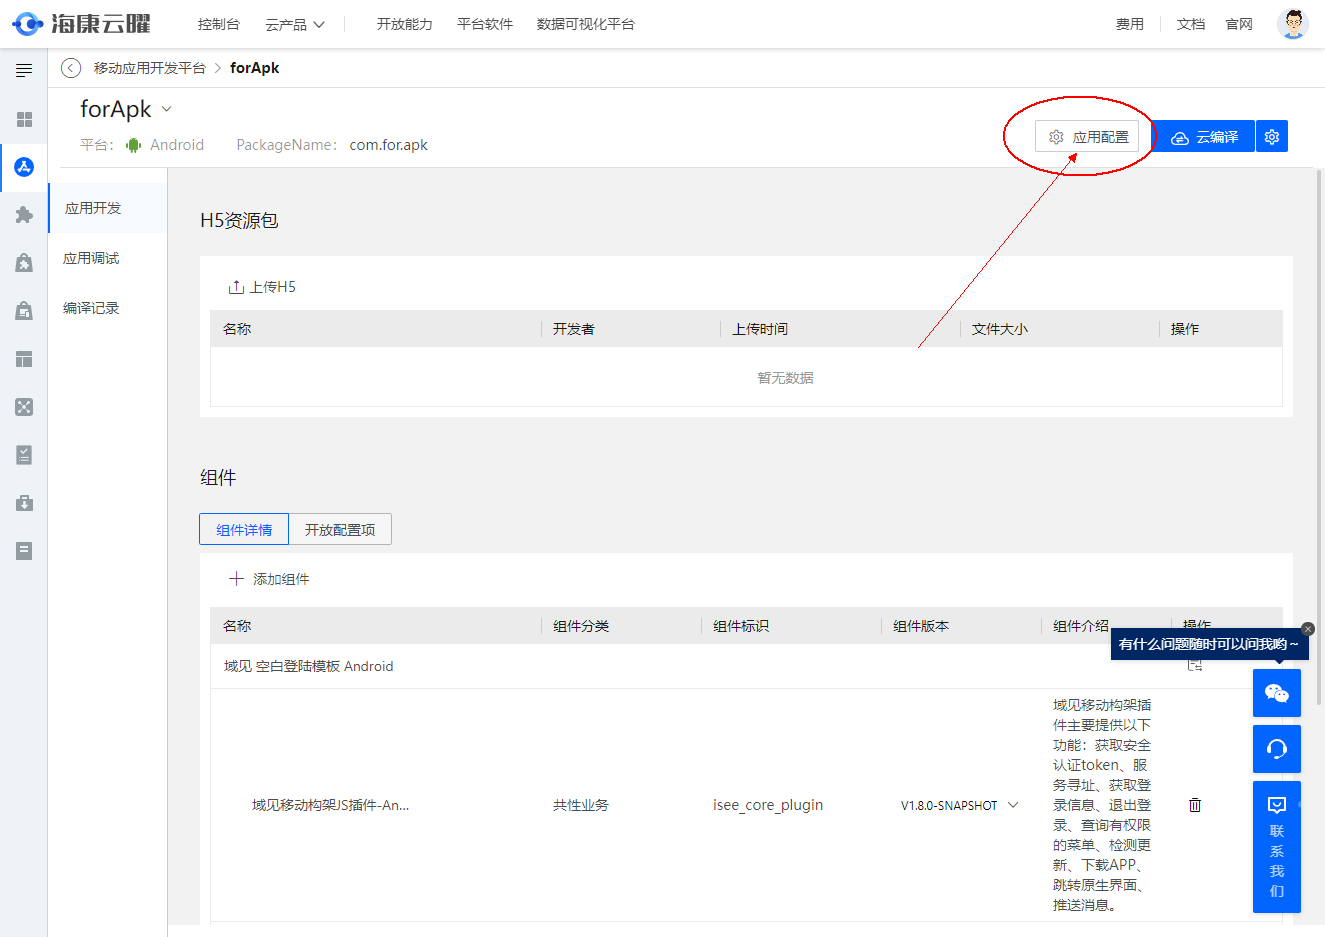 海康云曜
控制台
云产品
开放能力
平台软件
数据可视化平台
费用
文档
官网
移动应用开发平台 > forApk
forApk
平台： Android PackageName： com.for.apk
应用配置
云编译
应用开发
应用调试
编译记录
H5资源包
上传H5
名称 开发者 上传时间 文件大小 操作
暂无数据
组件
组件详情 开放配置项
添加组件
名称 组件分类 组件标识 组件版本 组件介绍 操作
有什么问题随时可以问我哟～
域见 空白登陆模板 Android
域见移动构架JS插件-An...
共性业务
isee_core_plugin
V1.8.0-SNAPSHOT
域见移动构架插
件主要提供以下
功能：获取安全
认证token、服
务寻址、获取登
录信息、退出登
录、查询有权限
的菜单、检测更
新、下载APP、
跳转原生界面、
推送消息。
联
系
我
们